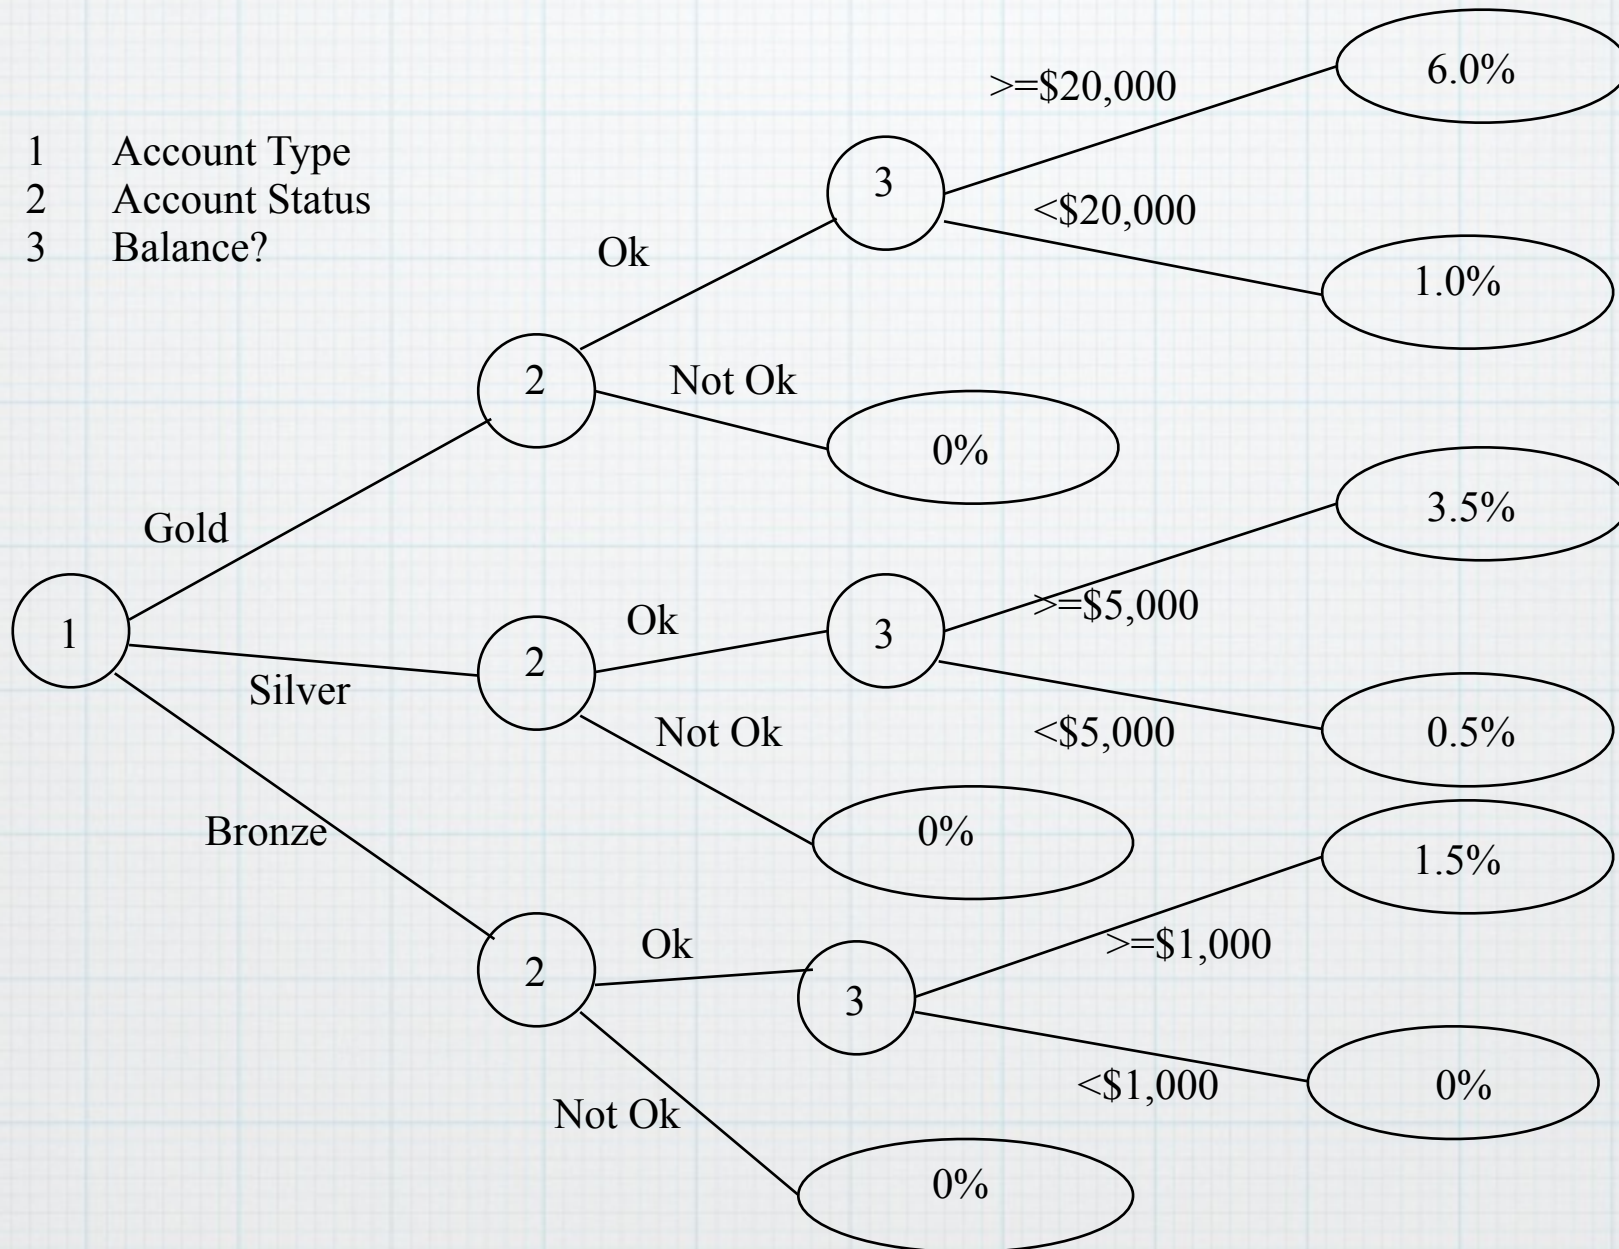 1 Account Type
2 Account Status
3 Balance?
>=$20,000
6.0%
3
<$20,000
1.0%
Ok
2
Not Ok
0%
3.5%
Gold
1
Silver
2
Ok
3
>=$5,000
<$5,000
0.5%
Not Ok
0%
Bronze
1.5%
2
Ok
3
>=$1,000
<$1,000
0%
Not Ok
0%